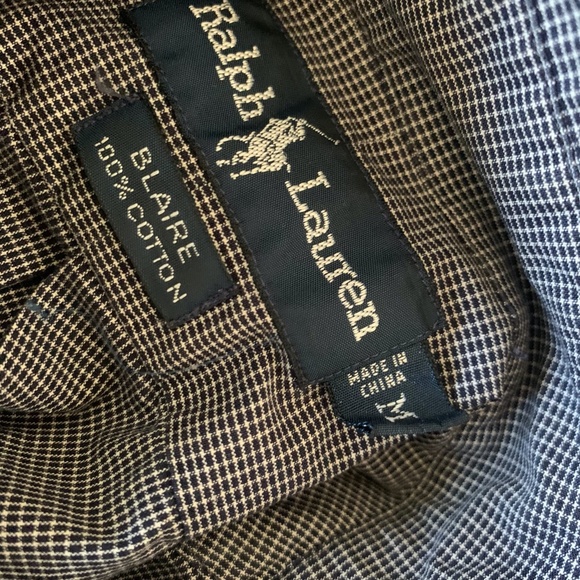 Ralph
Lauren
BLAIRE
100% COTTON
MADE IN
CHINA
M